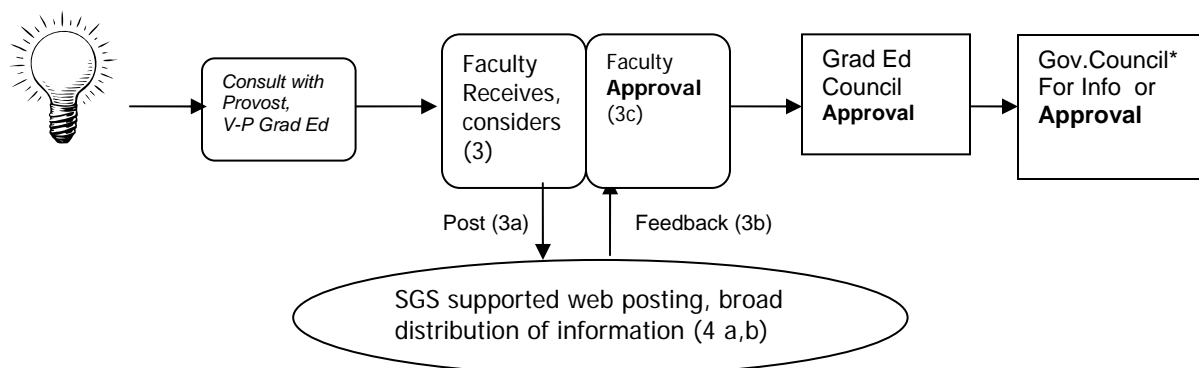 Consult with
Provost,
V-P Grad Ed
Faculty
Receives,
considers
(3)
Faculty
Approval
(3c)
Grad Ed
Council
Approval
Gov.Council*
For Info or
Approval
Post (3a)
Feedback (3b)
SGS supported web posting, broad
distribution of information (4 a,b)